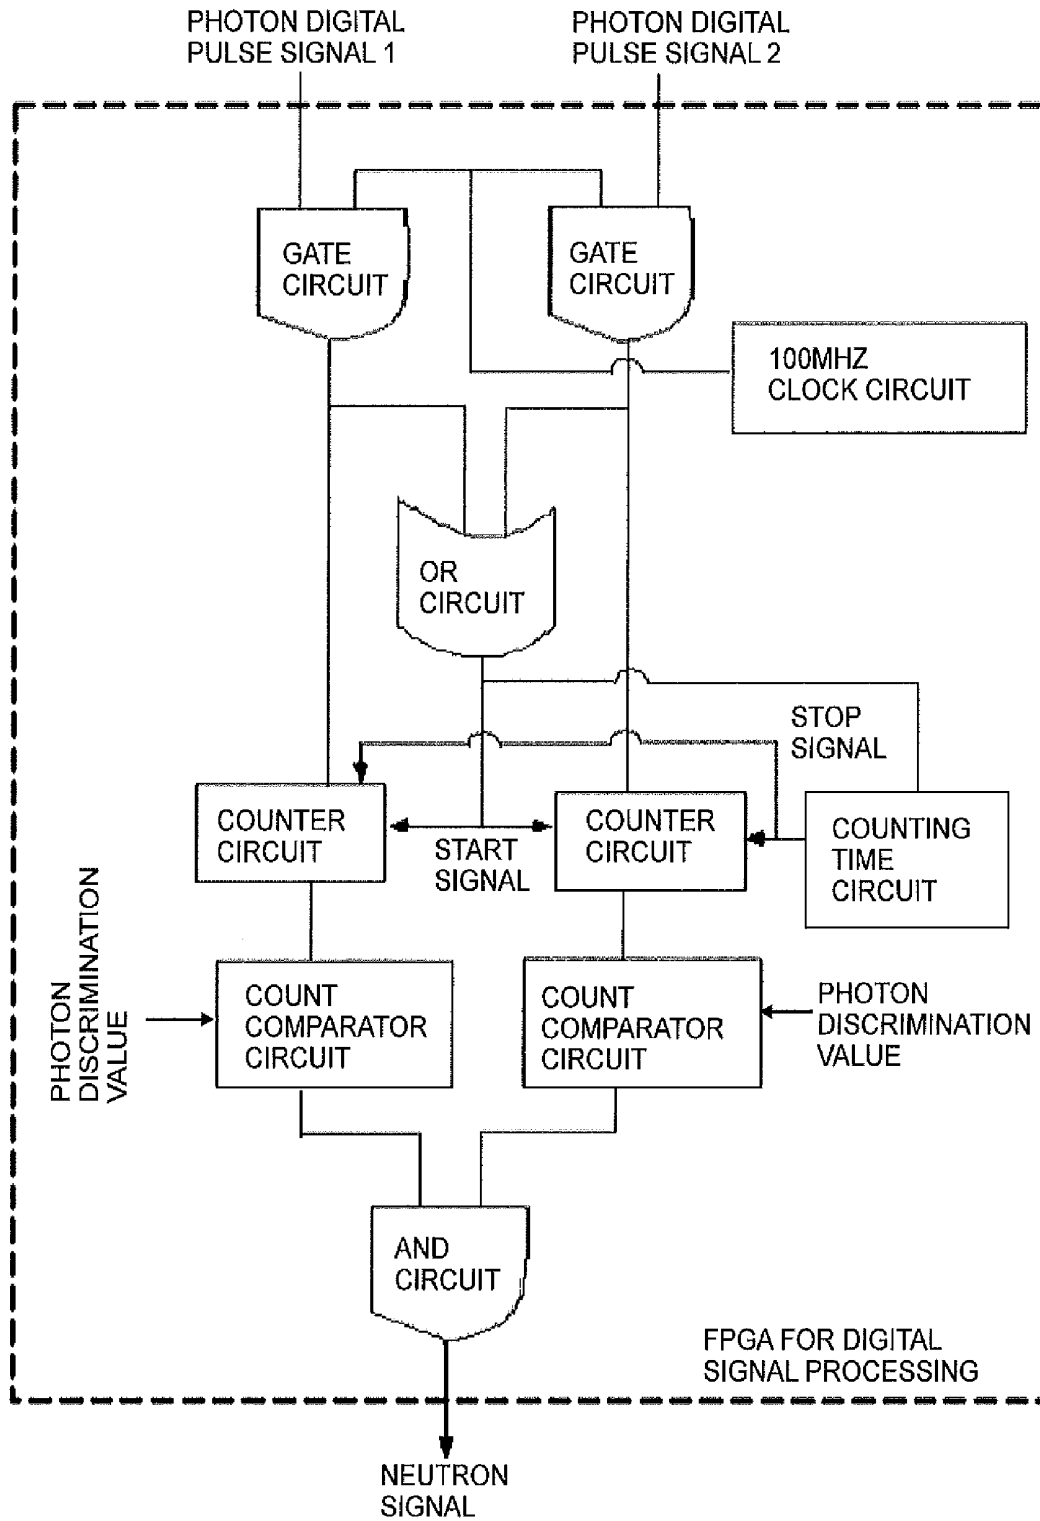 PHOTON DIGITAL
PULSE SIGNAL 1
PHOTON DIGITAL
PULSE SIGNAL 2
GATE
CIRCUIT
GATE
CIRCUIT
100MHZ
CLOCK CIRCUIT
OR
CIRCUIT
STOP
SIGNAL
COUNTER
CIRCUIT
START
SIGNAL
COUNTER
CIRCUIT
COUNTING
TIME
CIRCUIT
PHOTON
DISCRIMINATION
VALUE
COUNT
COMPARATOR
CIRCUIT
COUNT
COMPARATOR
CIRCUIT
PHOTON
DISCRIMINATION
VALUE
AND
CIRCUIT
FPGA FOR DIGITAL
SIGNAL PROCESSING
NEUTRON
SIGNAL